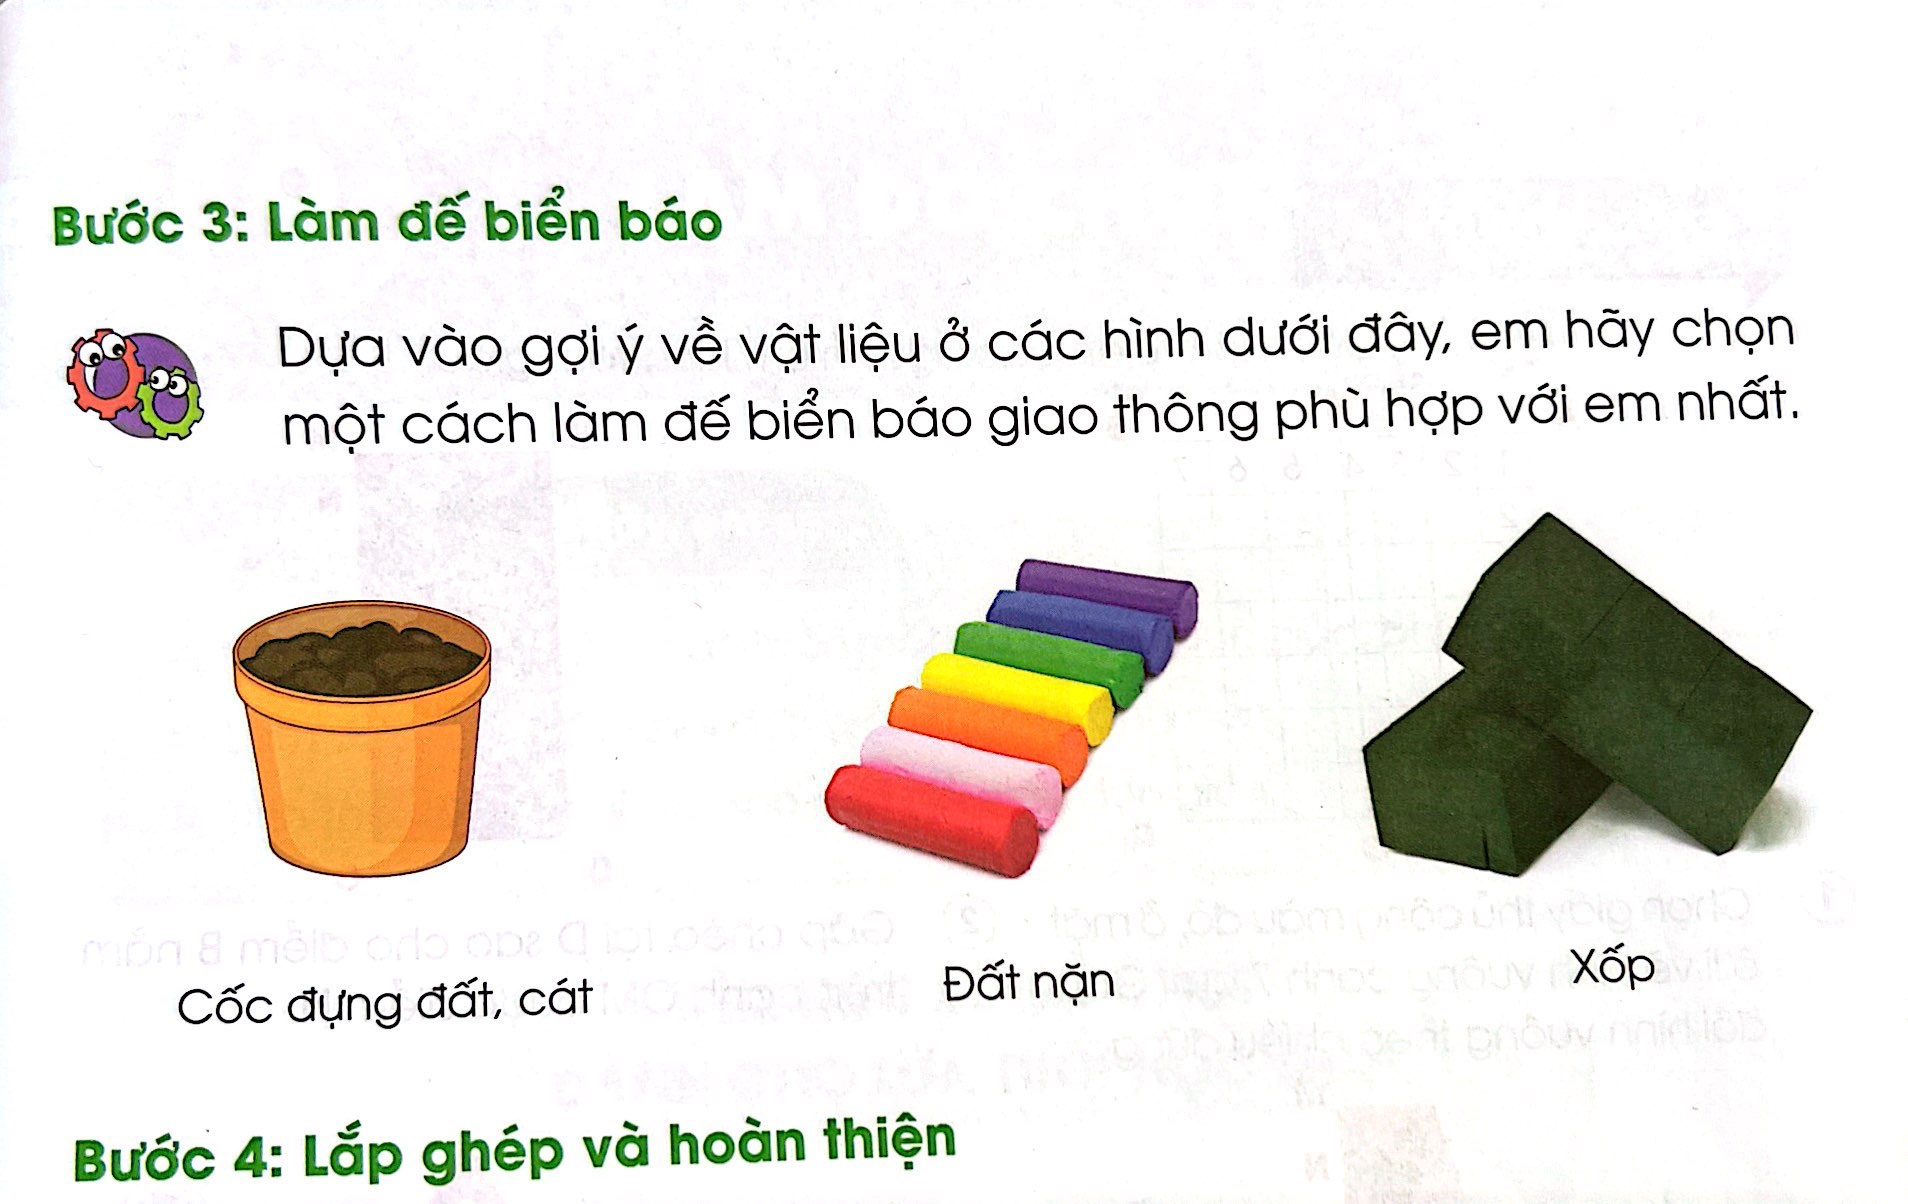 Bước 3: Làm đế biển báo
Dựa vào gợi ý về vật liệu ở các hình dưới đây, em hãy chọn
một cách làm đế biển báo giao thông phù hợp với em nhất.
Cốc đựng đất, cát
Đất nặn
Xốp
Bước 4: Lắp ghép và hoàn thiện